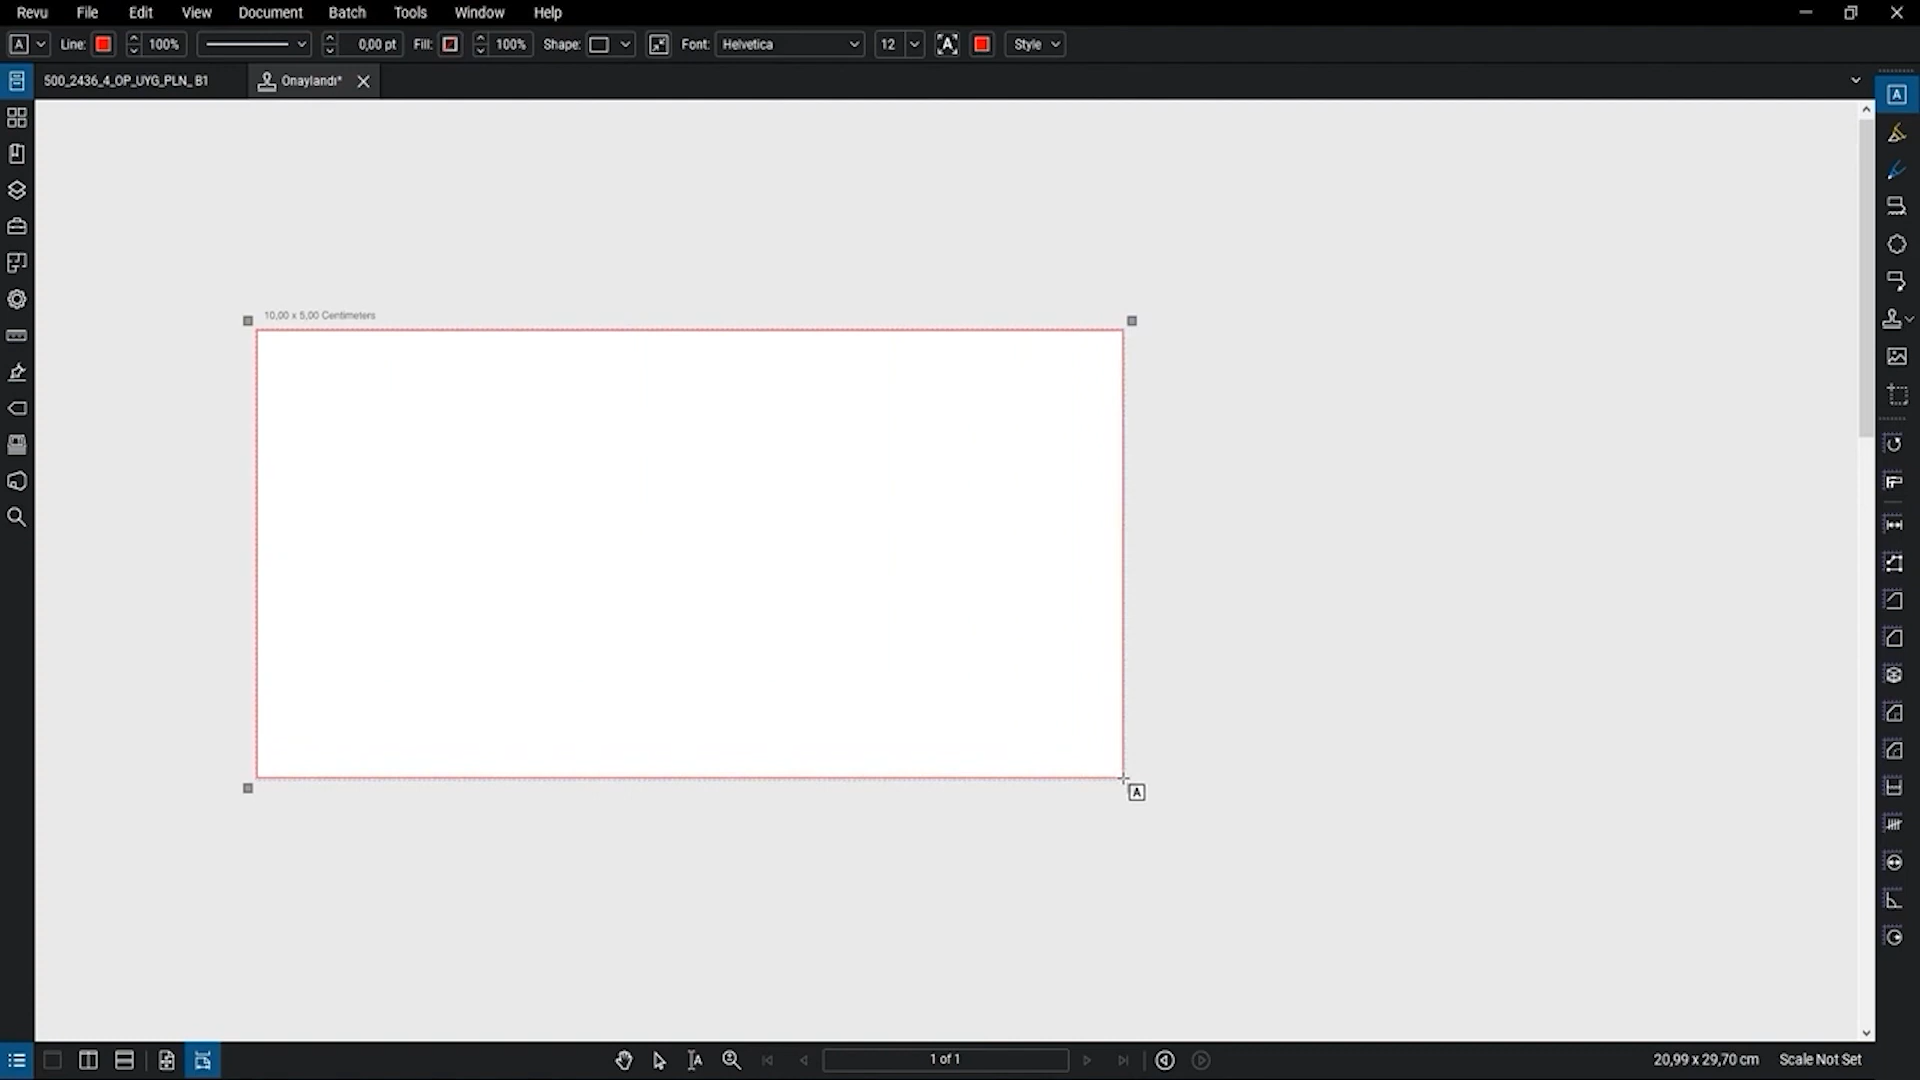 Revu File Edit View Document Batch Tools Window Help
A Line: 100% 0,00 pt Fill: 100% Shape: Font: Helvetica 12 A Style
500_2436_4_OP_UYG_PLN_B1 Onaylandı*
10,00 x 5,00 Centimeters
A
1 of 1 20,99 x 29,70 cm Scale Not Set